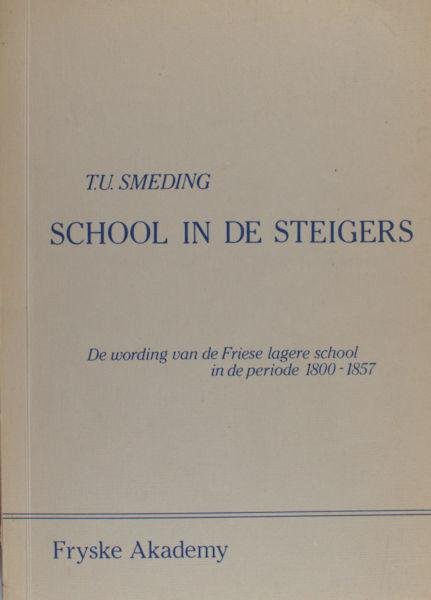 T.U. SMEDING
SCHOOL IN DE STEIGERS
De wording van de Friese lagere school
in de periode 1800-1857
Fryske Akademy